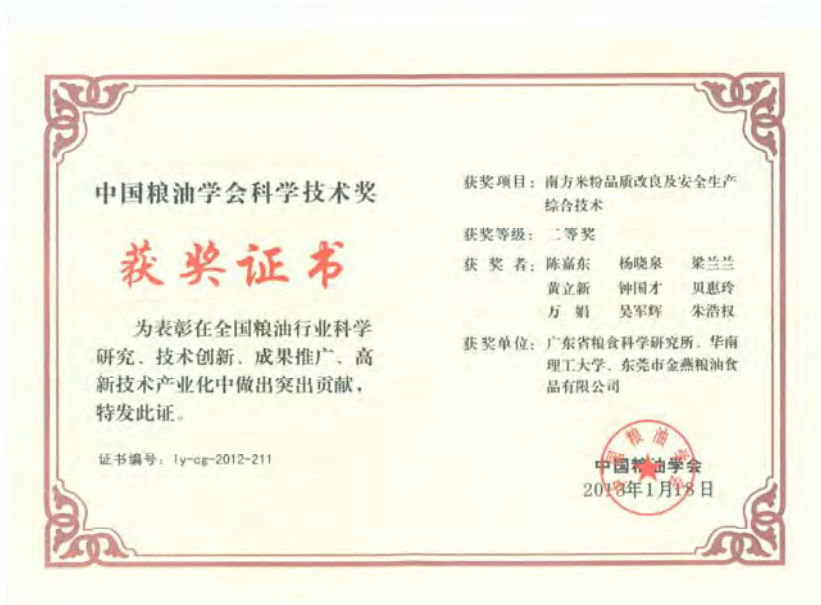 中国粮油学会科学技术奖
获奖证书
为表彰在全国粮油行业科学
研究、技术创新、成果推广、高
新技术产业化中做出突出贡献，
特发此证。
证书编号：ly-cg-2012-211
获奖项目：南方米粉品质改良及安全生产
综合技术
获奖等级：二等奖
获 奖 者：陈嘉东 杨晓泉 梁兰兰
黄立新 钟国才 贝惠玲
万 娟 吴军辉 朱浩权
获奖单位：广东省粮食科学研究所、华南
理工大学、东莞市金燕粮油食
品有限公司
中国粮油学会
2013年1月18日